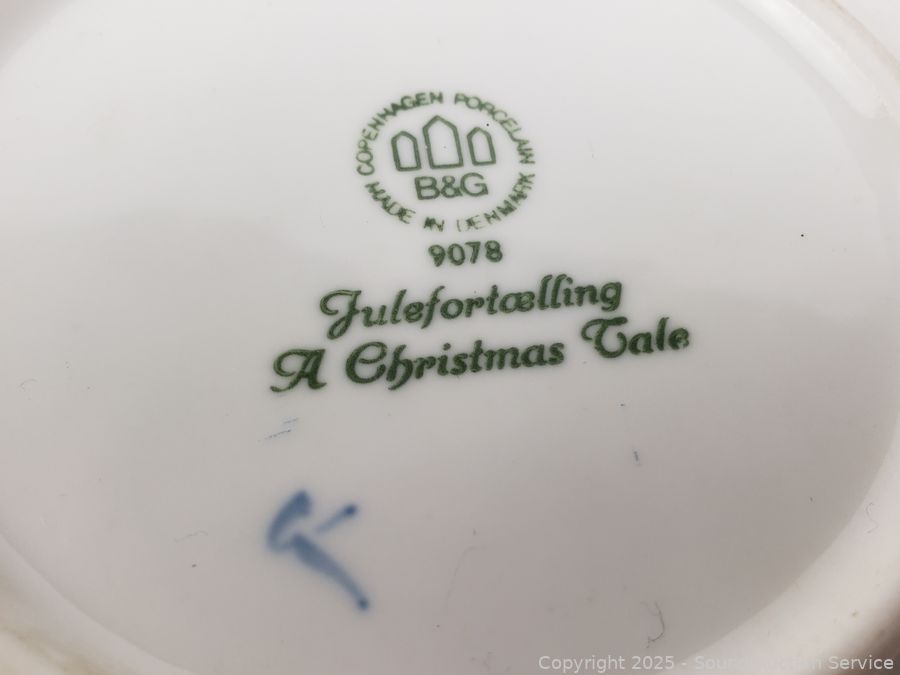 COPENHAGEN PORCELAIN
B&G
MADE IN DENMARK
9078
Julefortælling
A Christmas Tale
Copyright 2025 - Sound Auction Service